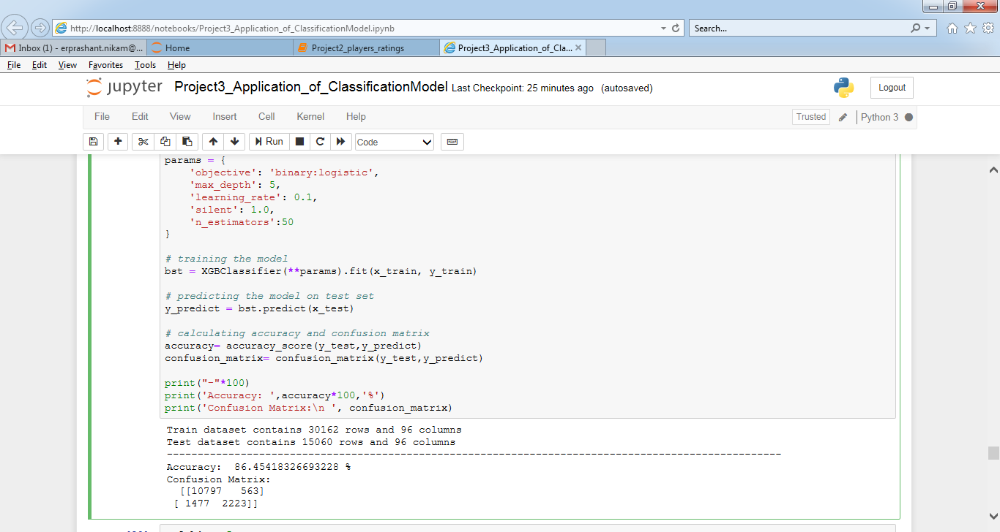 http://localhost:8888/notebooks/Project3_Application_of_ClassificationModel.ipynb
Search...
Inbox (1) - erprashant.nikam@...
Home
Project2_players_ratings
Project3_Application_of_Cla...
File Edit View Favorites Tools Help
jupyter Project3_Application_of_ClassificationModel Last Checkpoint: 25 minutes ago (autosaved)
Logout
File Edit View Insert Cell Kernel Help
Trusted
Python 3
Run
Code
params = {
    'objective': 'binary:logistic',
    'max_depth': 5,
    'learning_rate': 0.1,
    'silent': 1.0,
    'n_estimators':50
}
# training the model
bst = XGBClassifier(**params).fit(x_train, y_train)
# predicting the model on test set
y_predict = bst.predict(x_test)
# calculating accuracy and confusion matrix
accuracy= accuracy_score(y_test,y_predict)
confusion_matrix= confusion_matrix(y_test,y_predict)
print("-"*100)
print('Accuracy: ',accuracy*100,'%')
print('Confusion Matrix:\n ', confusion_matrix)
Train dataset contains 30162 rows and 96 columns
Test dataset contains 15060 rows and 96 columns
----------------------------------------------------------------------------------------------------
Accuracy:  86.45418326693228 %
Confusion Matrix:
  [[10797   563]
 [ 1477  2223]]